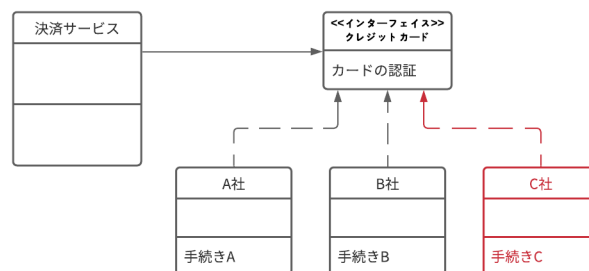 決済サービス
<<インターフェイス>>
クレジットカード
カードの認証
A社
B社
C社
手続きA
手続きB
手続きC